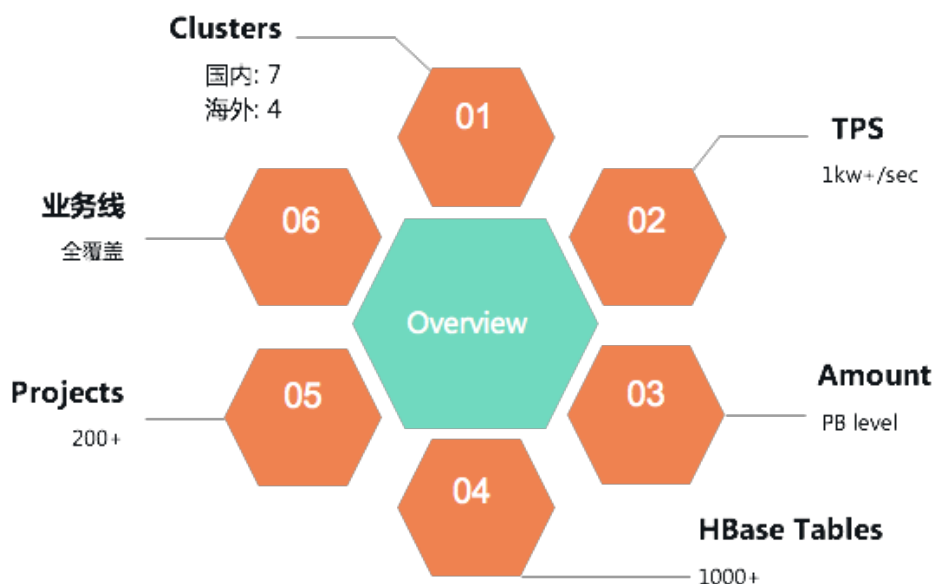 Clusters
国内: 7
海外: 4
01
TPS
1kw+/sec
02
业务线
全覆盖
06
Overview
Amount
PB level
03
Projects
200+
05
04
HBase Tables
1000+